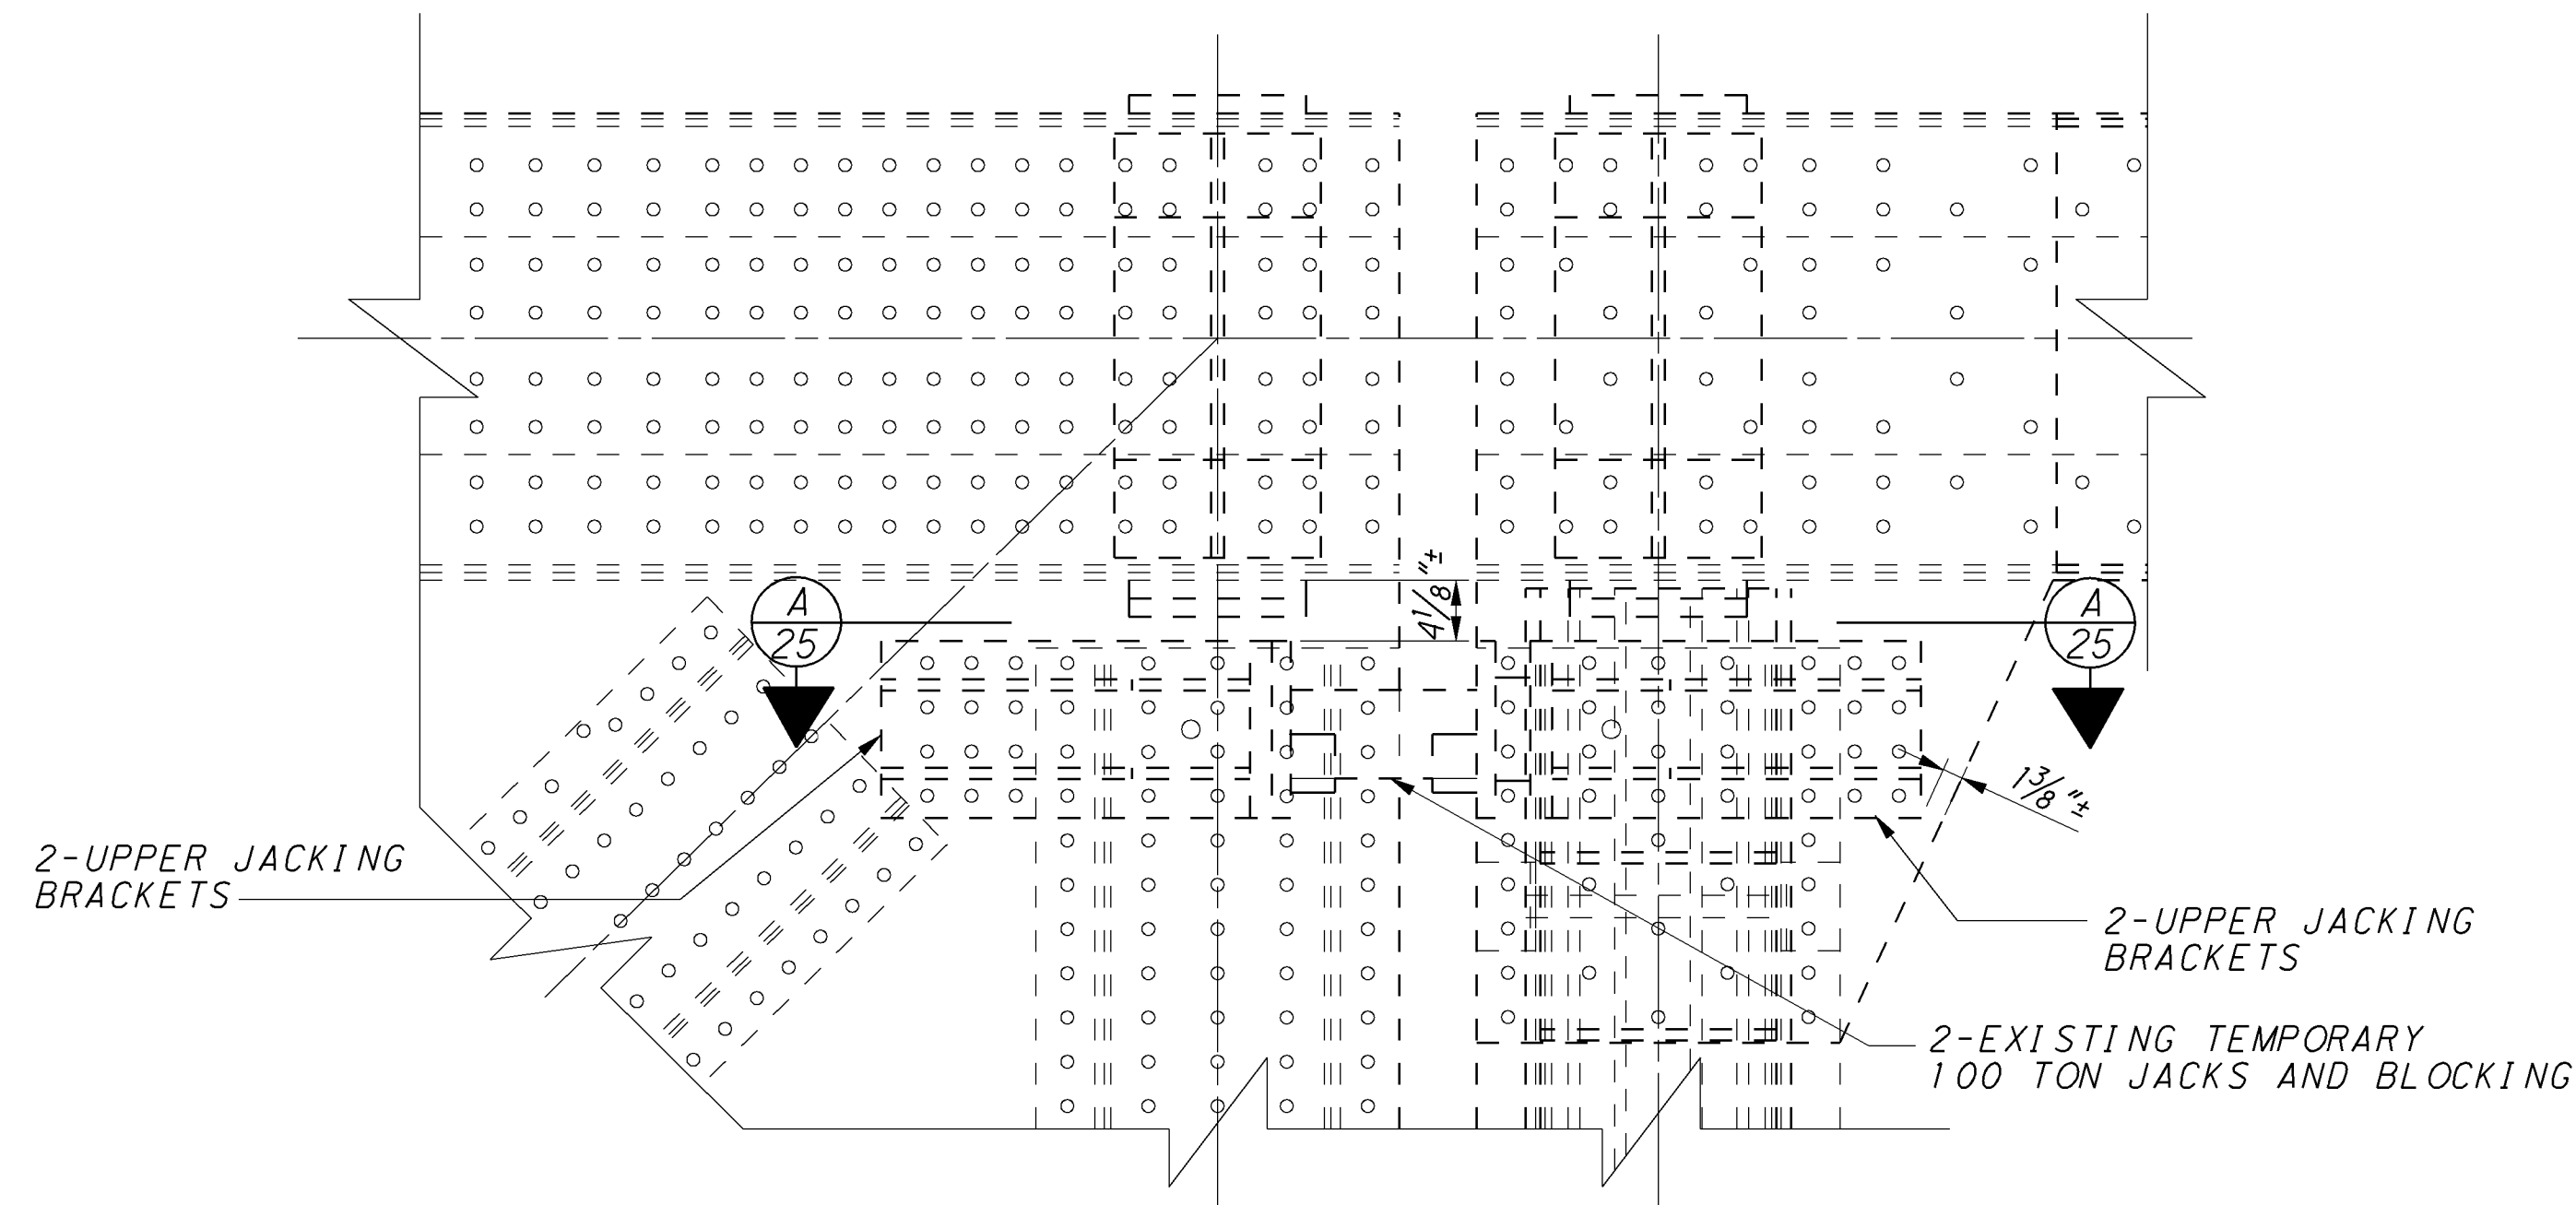 4 1/8 "±
A
25
A
25
1 3/8 "±
2-UPPER JACKING
BRACKETS
2-UPPER JACKING
BRACKETS
2-EXISTING TEMPORARY
100 TON JACKS AND BLOCKING